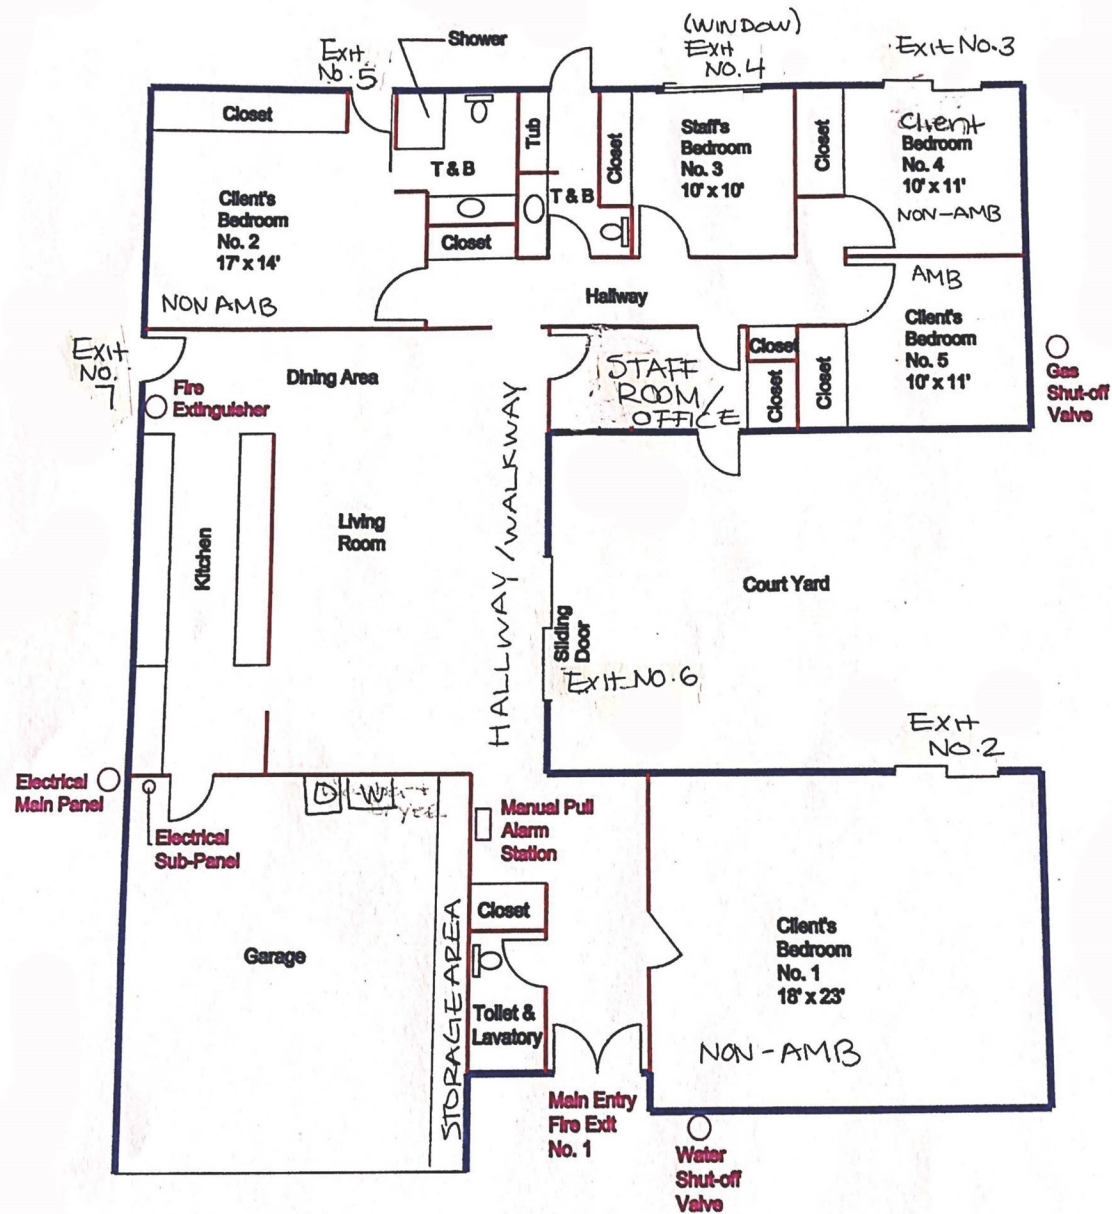 (WINDOW)
EXIT
NO.4
EXIT NO.3
EXIT
NO.5
Shower
Closet
T & B
Tub
T & B
Closet
Staff's
Bedroom
No. 3
10' x 10'
Closet
Client
Bedroom
No. 4
10' x 11'
NON-AMB
Client's
Bedroom
No. 2
17' x 14'
NON AMB
Closet
Hallway
AMB
Client's
Bedroom
No. 5
10' x 11'
EXIT
NO.
7
Fire
Extinguisher
Dining Area
STAFF
ROOM/
OFFICE
Closet
Closet
Closet
Gas
Shut-off
Valve
Kitchen
Living
Room
HALLWAY/WALKWAY
Sliding
Door
EXIT NO.6
Court Yard
EXIT
NO.2
Electrical
Main Panel
Electrical
Sub-Panel
D
W
Manual Pull
Alarm
Station
Closet
Garage
STORAGE AREA
Toilet &
Lavatory
Client's
Bedroom
No. 1
18' x 23'
NON-AMB
Main Entry
Fire Exit
No. 1
Water
Shut-off
Valve